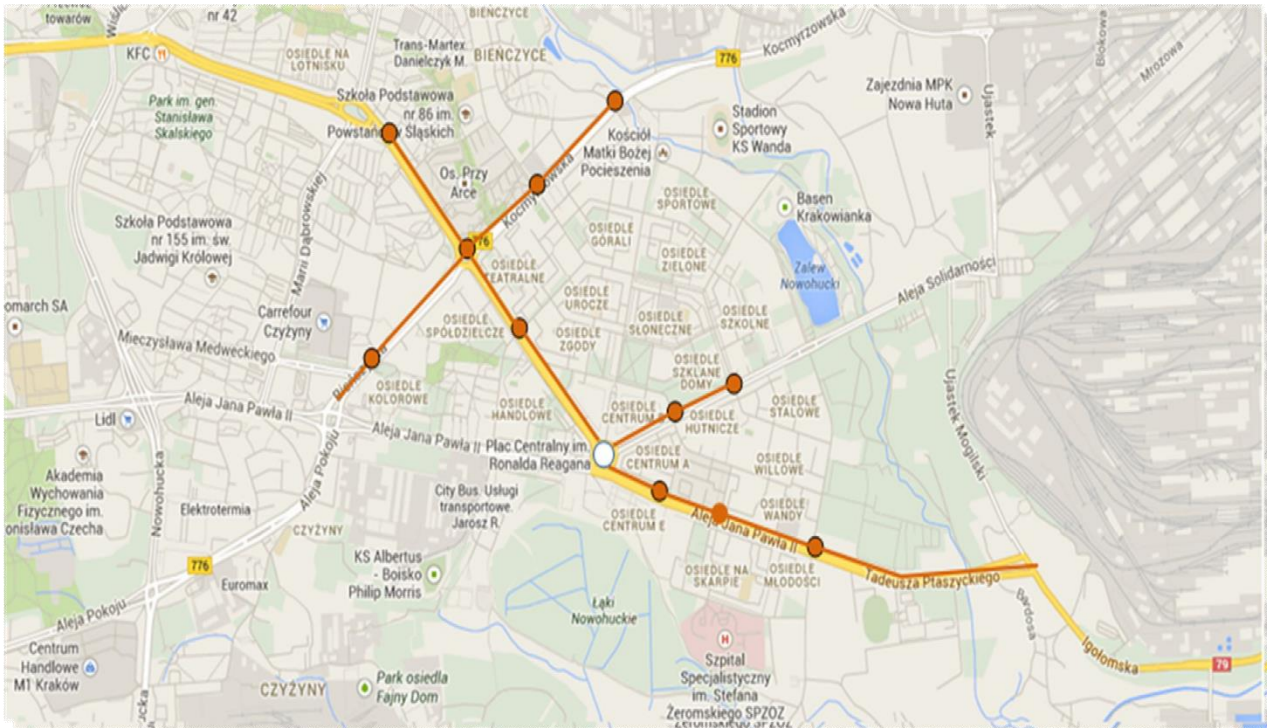 towarów
nr 42
BIEŃCZYCE
KFC
OSIEDLE NA
LOTNISKU
Trans-Martex
Danielczyk M.
BIEŃCZYCE
776
Kocmyrzowska
Park im. gen.
Stanisława
Skalskiego
Szkoła Podstawowa
nr 86 im.
Powstańców Śląskich
Zajezdnia MPK
Nowa Huta
Ujastek
Blokowa
Mrozowa
Stadion
Sportowy
KS Wanda
Kościół
Matki Bożej
Pocieszenia
Os. Przy
Arce
Kocmyrzowska
OSIEDLE
SPORTOWE
Basen
Krakowianka
Szkoła Podstawowa
nr 155 im. św.
Jadwigi Królowej
Marii Dąbrowskiej
776
OSIEDLE
GÓRALI
OSIEDLE
ZIELONE
OSIEDLE
TEATRALNE
Zalew
Nowohucki
Aleja Solidarności
omarch SA
Carrefour
Czyżyny
OSIEDLE
UROCZE
OSIEDLE
SPÓŁDZIELCZE
OSIEDLE
ZGODY
OSIEDLE
SŁONECZNE
OSIEDLE
SZKOLNE
Mieczysława Medweckiego
OSIEDLE
SZKLANE
DOMY
OSIEDLE
KOLOROWE
Aleja Jana Pawła II
OSIEDLE
HANDLOWE
OSIEDLE
CENTRUM
OSIEDLE
HUTNICZE
OSIEDLE
STALOWE
Ujastek Mogilski
Lidl
Aleja Jana Pawła II
Plac Centralny im.
Ronalda Reagana
OSIEDLE
CENTRUM A
OSIEDLE
WILLOWE
Akademia
Wychowania
Fizycznego im.
onisława Czecha
Nowohucka
Aleja Pokoju
Elektrotermia
CZYŻYNY
City Bus. Usługi
transportowe.
Jarosz R.
OSIEDLE
CENTRUM E
OSIEDLE
WANDY
Aleja Jana Pawła II
776
Euromax
KS Albertus
- Boisko
Philip Morris
OSIEDLE NA
SKARPIE
OSIEDLE
MŁODOŚCI
Tadeusza Ptaszyckiego
Bardosa
Łąki
Nowohuckie
Aleja Pokoju
Igołomska
79
Centrum
Handlowe
M1 Kraków
CZYŻYNY
Park osiedla
Fajny Dom
Szpital
Specjalistyczny
im. Stefana
Żeromskiego SPZOZ
Żeromskiego SPZOZ